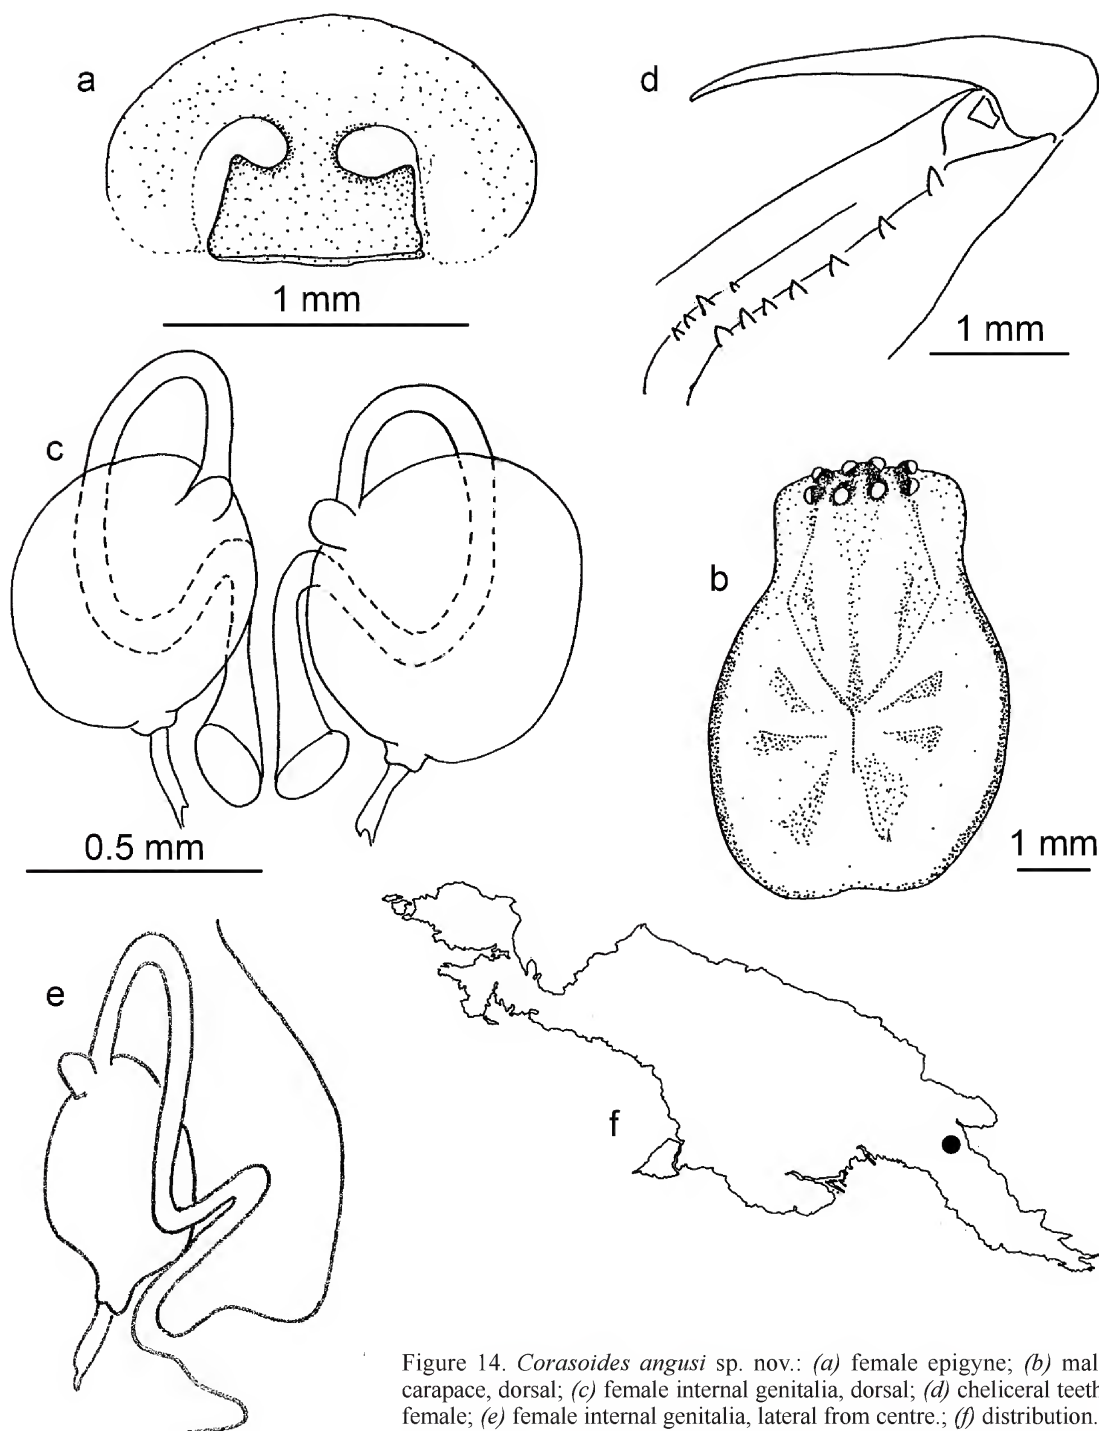 a
d
1 mm
1 mm
c
b
0.5 mm
1 mm
e
f
Figure 14. Corasoides angusi sp. nov.: (a) female epigyne; (b) mal
carapace, dorsal; (c) female internal genitalia, dorsal; (d) cheliceral teeth
female; (e) female internal genitalia, lateral from centre.; (f) distribution.